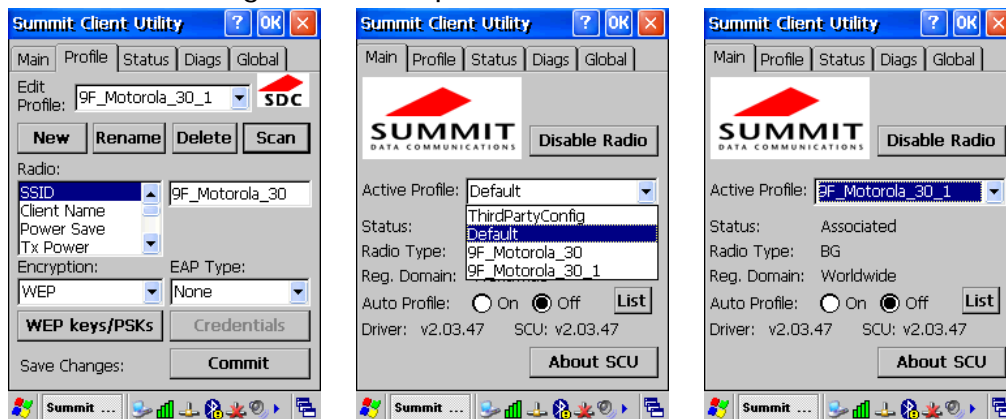 Summit Client Utility ? OK
Main Profile Status Diags Global
Edit
Profile: 9F_Motorola_30_1 SDC
New Rename Delete Scan
Radio:
SSID 9F_Motorola_30
Client Name
Power Save
Tx Power
Encryption: EAP Type:
WEP None
WEP keys/PSKs Credentials
Save Changes: Commit
Summit ...
Summit Client Utility ? OK
Main Profile Status Diags Global
SUMMIT
DATA COMMUNICATIONS
Disable Radio
Active Profile: Default
ThirdPartyConfig
Status: Default
Radio Type: 9F_Motorola_30
Reg. Domain: 9F_Motorola_30_1
Auto Profile: On Off List
Driver: v2.03.47 SCU: v2.03.47
About SCU
Summit ...
Summit Client Utility ? OK
Main Profile Status Diags Global
SUMMIT
DATA COMMUNICATIONS
Disable Radio
Active Profile: 9F_Motorola_30_1
Status: Associated
Radio Type: BG
Reg. Domain: Worldwide
Auto Profile: On Off List
Driver: v2.03.47 SCU: v2.03.47
About SCU
Summit ...